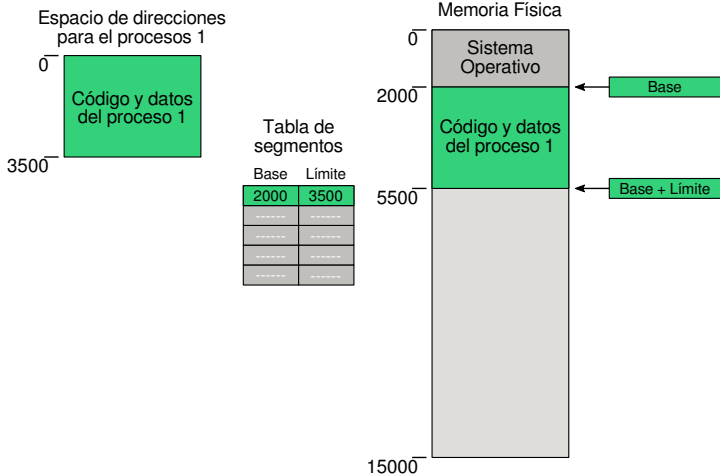 Espacio de direcciones
para el procesos 1
0
Código y datos
del proceso 1
3500
Tabla de
segmentos
Base Límite
2000 3500
------ ------
------ ------
------ ------
------ ------
Memoria Física
0
Sistema
Operativo
2000
Base
Código y datos
del proceso 1
5500
Base + Límite
15000